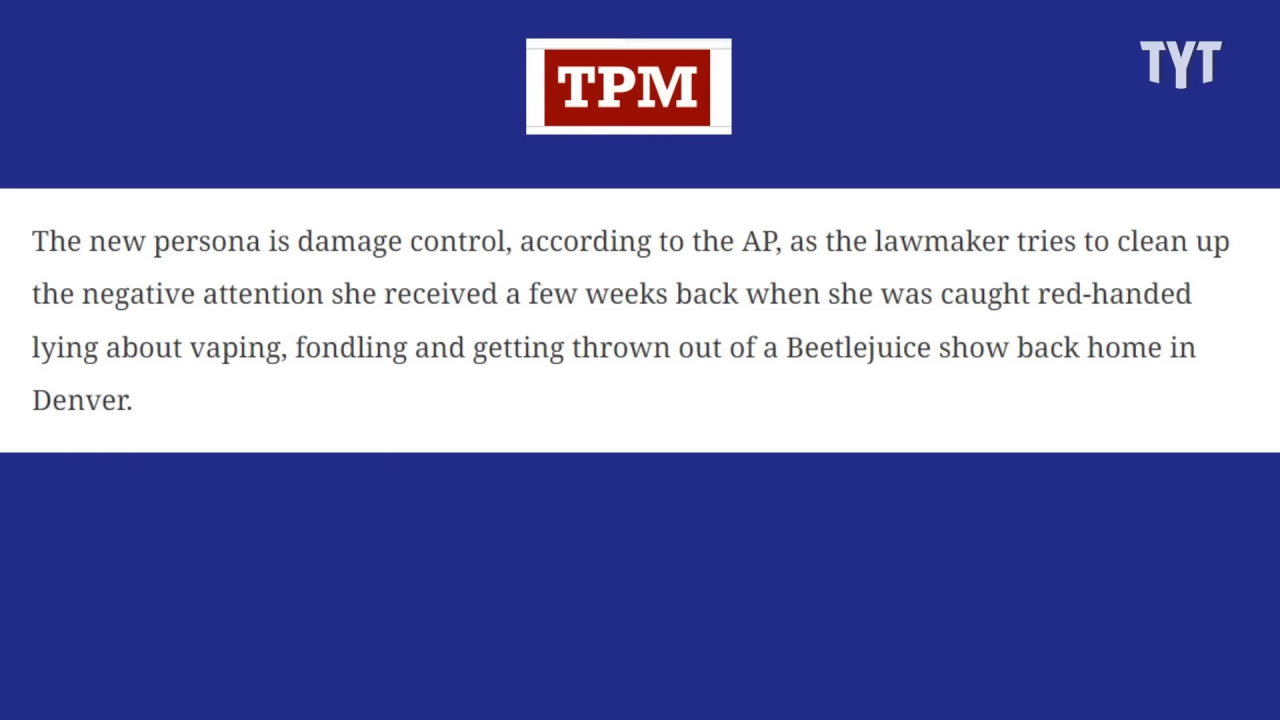 TPM
TYT
The new persona is damage control, according to the AP, as the lawmaker tries to clean up
the negative attention she received a few weeks back when she was caught red-handed
lying about vaping, fondling and getting thrown out of a Beetlejuice show back home in
Denver.